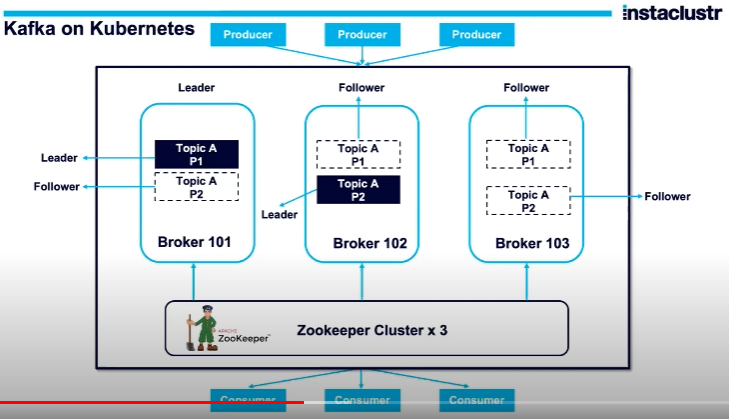 Kafka on Kubernetes
instaclustr
Producer
Producer
Producer
Leader
Follower
Follower
Leader
Topic A
P1
Topic A
P1
Topic A
P1
Follower
Topic A
P2
Leader
Topic A
P2
Topic A
P2
Follower
Broker 101
Broker 102
Broker 103
APACHE
ZooKeeper™
Zookeeper Cluster x 3
Consumer
Consumer
Consumer